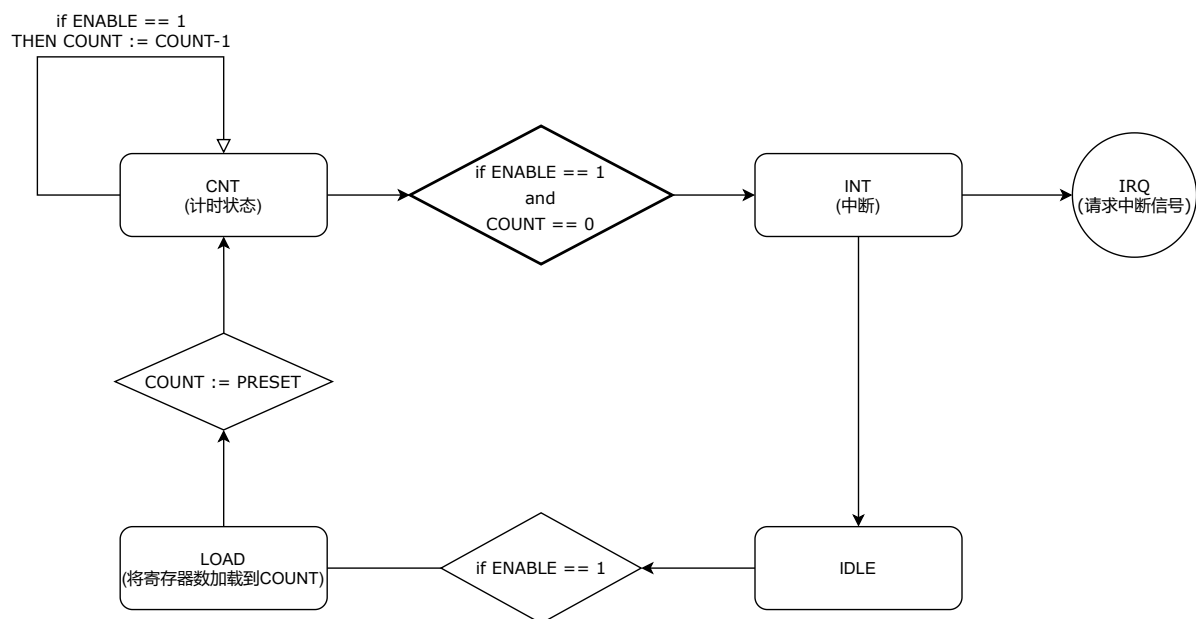 if ENABLE == 1
THEN COUNT := COUNT-1
CNT
(计时状态)
if ENABLE == 1
and
COUNT == 0
INT
(中断)
IRQ
(请求中断信号)
COUNT := PRESET
LOAD
(将寄存器数加载到COUNT)
if ENABLE == 1
IDLE